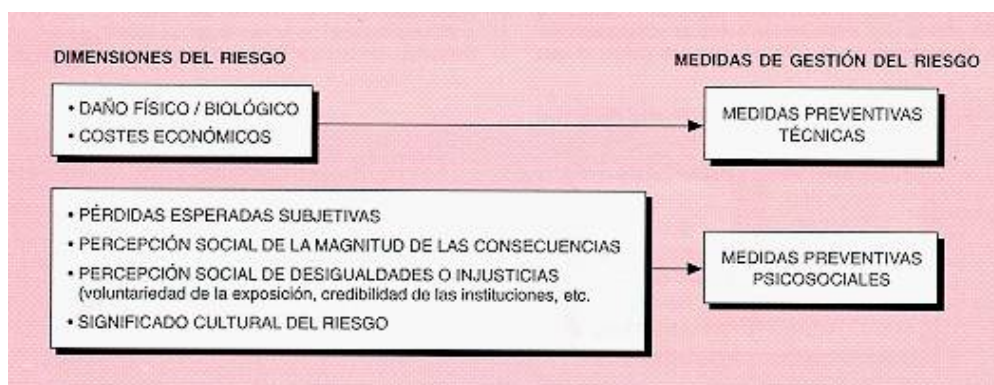 DIMENSIONES DEL RIESGO
MEDIDAS DE GESTIÓN DEL RIESGO
• DAÑO FÍSICO / BIOLÓGICO
• COSTES ECONÓMICOS
MEDIDAS PREVENTIVAS
TÉCNICAS
• PÉRDIDAS ESPERADAS SUBJETIVAS
• PERCEPCIÓN SOCIAL DE LA MAGNITUD DE LAS CONSECUENCIAS
• PERCEPCIÓN SOCIAL DE DESIGUALDADES O INJUSTICIAS
(voluntariedad de la exposición, credibilidad de las instituciones, etc.
• SIGNIFICADO CULTURAL DEL RIESGO
MEDIDAS PREVENTIVAS
PSICOSOCIALES